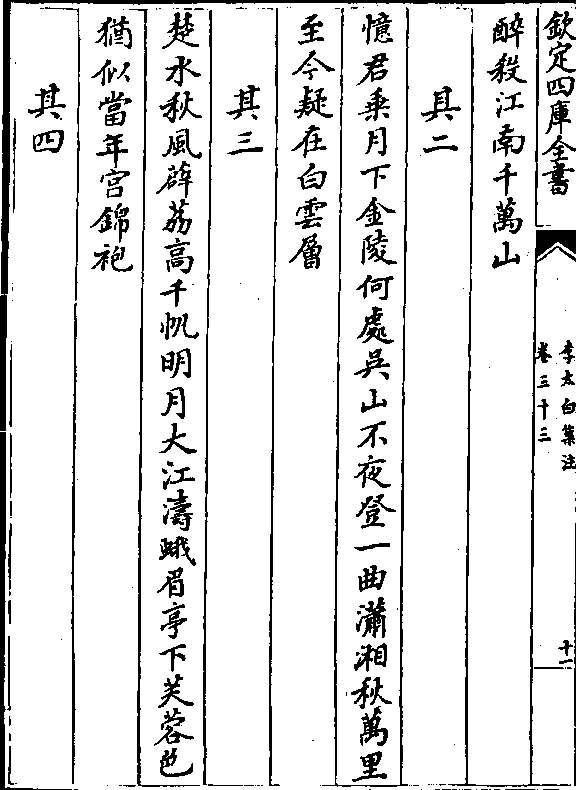 欽定四庫全書
李太白集注
卷三十三
十一
醉殺江南千萬山
其二
憶君乘月下金陵何處吳山不夜登一曲瀟湘秋萬里
至今疑在白雲層
其三
楚水秋風薜荔高千帆明月大江濤蛾眉亭下芙蓉色
猶似當年宮錦袍
其四